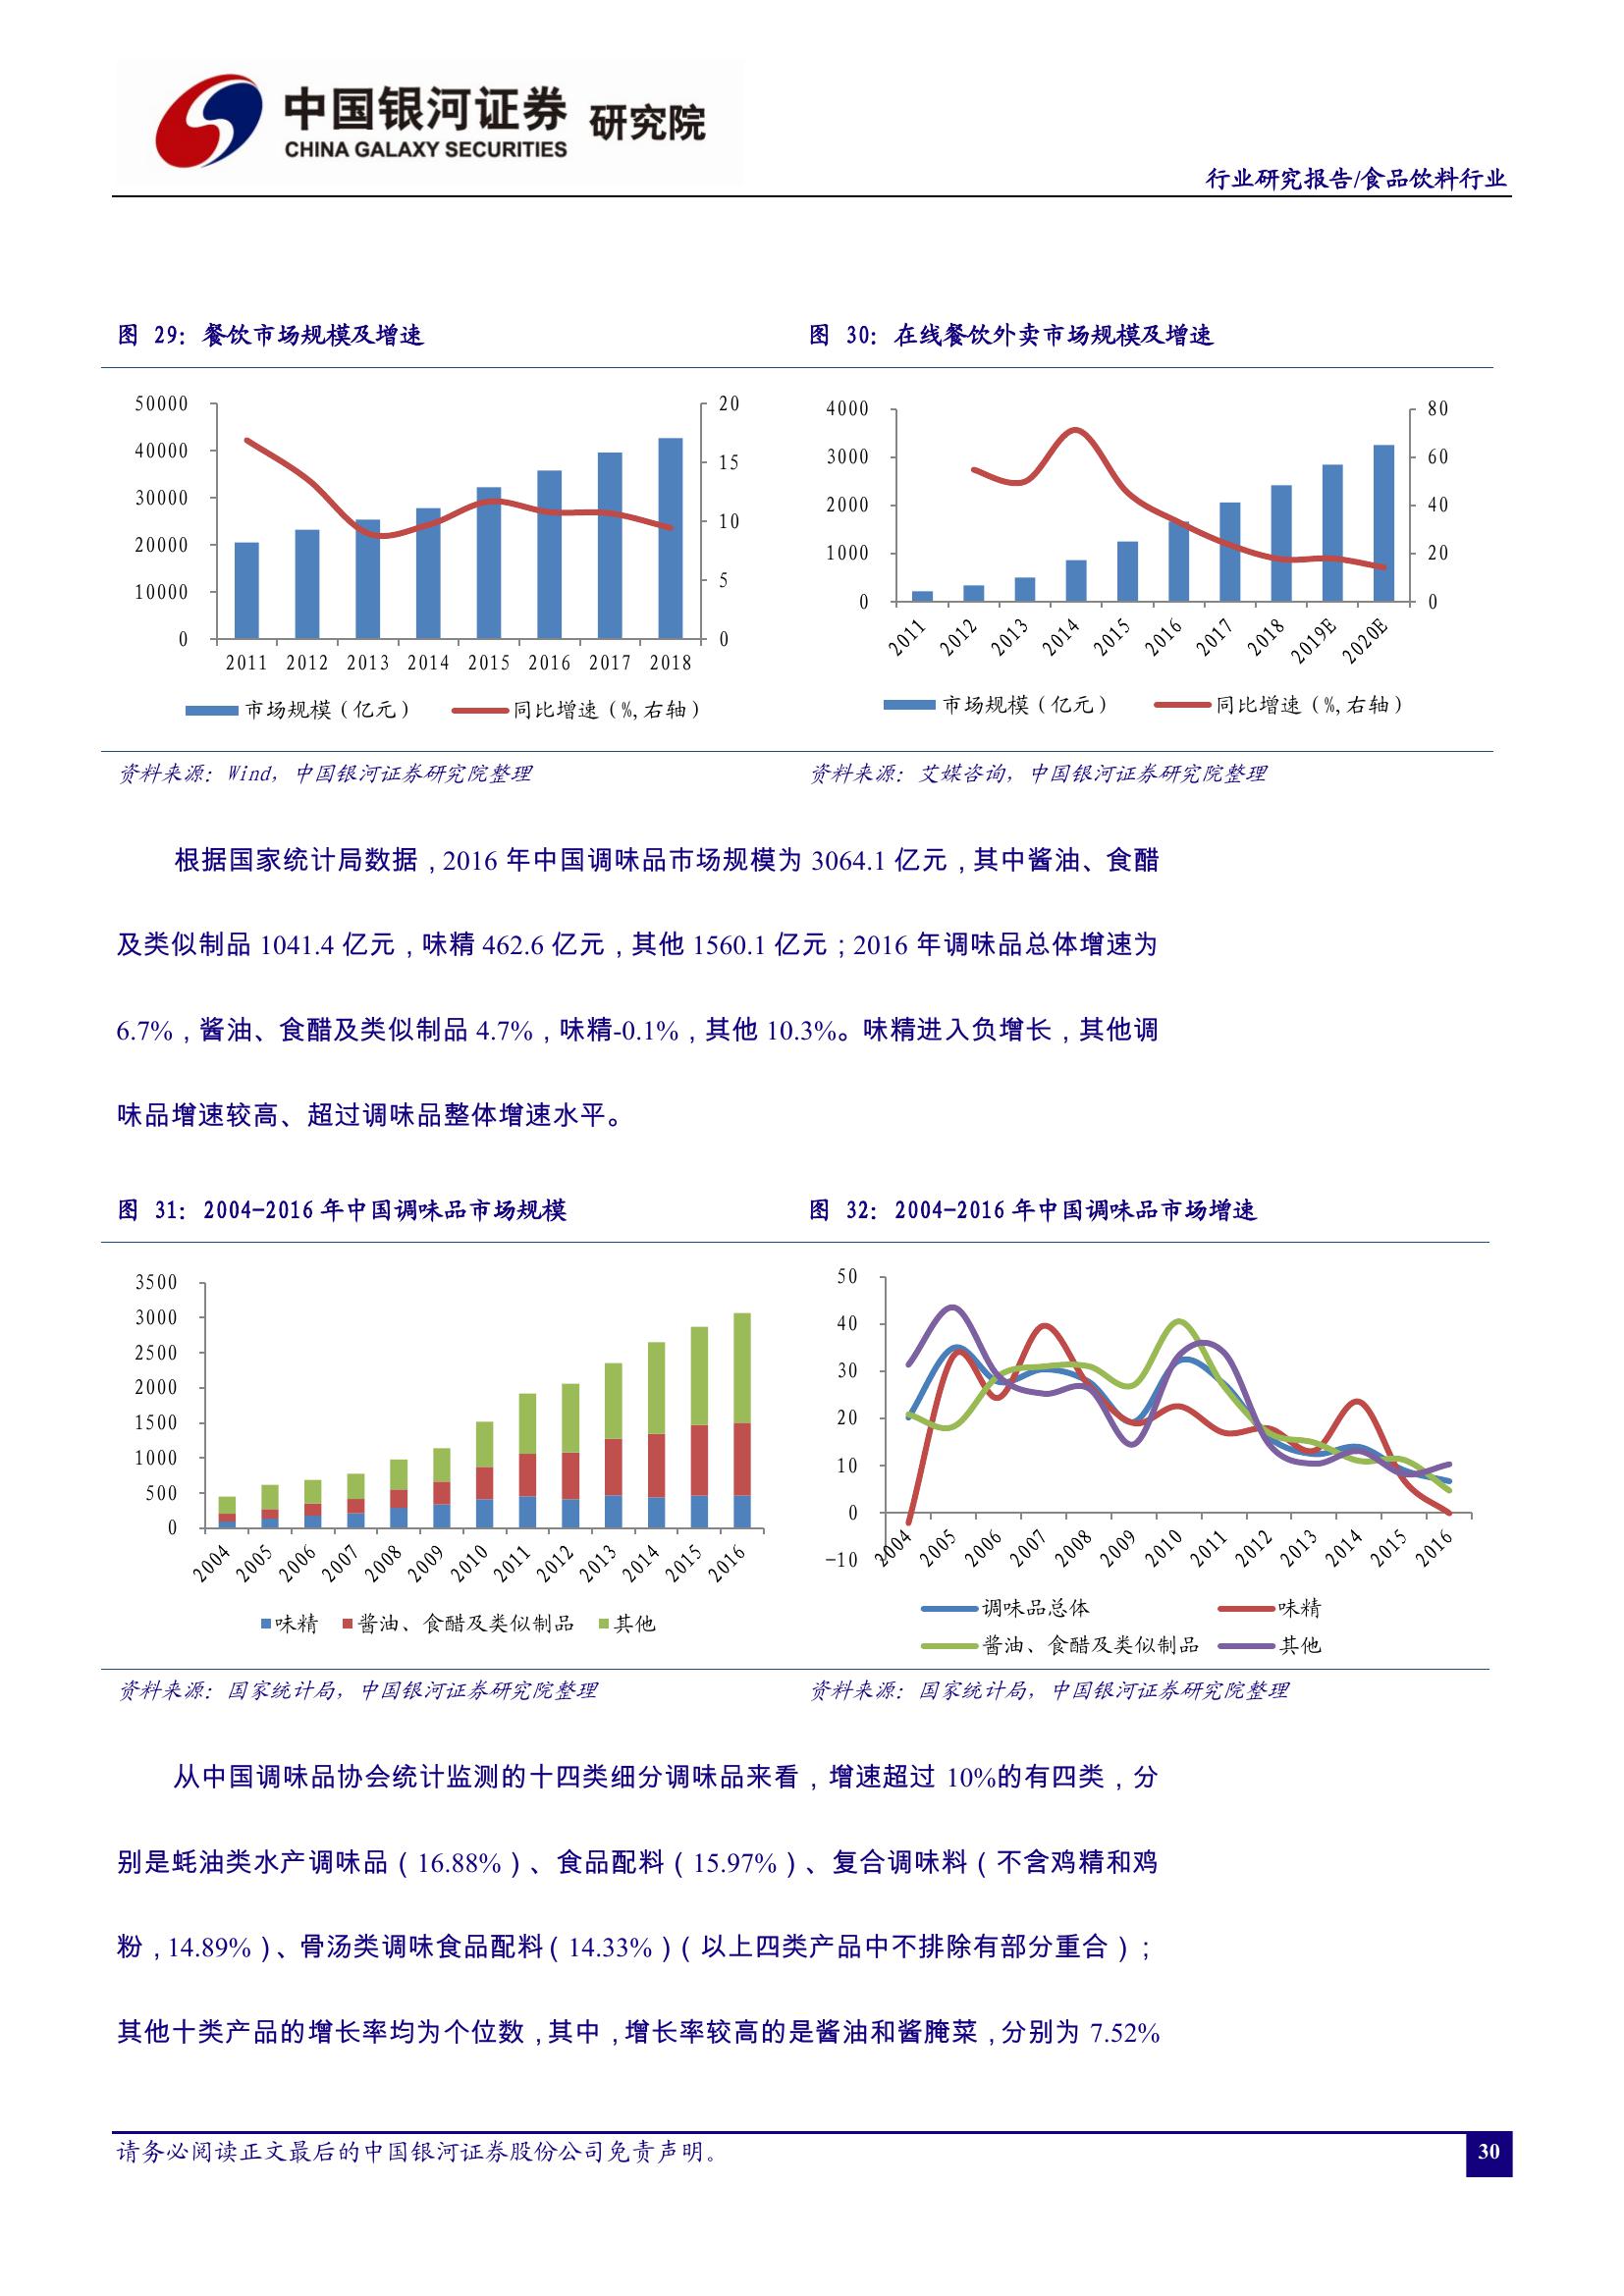 中国银河证券 研究院
CHINA GALAXY SECURITIES
行业研究报告/食品饮料行业
图 29：餐饮市场规模及增速
50000
40000
30000
20000
10000
0
20
15
10
5
0
2011 2012 2013 2014 2015 2016 2017 2018
市场规模（亿元） 同比增速（%,右轴）
资料来源：Wind，中国银河证券研究院整理
图 30：在线餐饮外卖市场规模及增速
4000
3000
2000
1000
0
80
60
40
20
0
2011 2012 2013 2014 2015 2016 2017 2018 2019E 2020E
市场规模（亿元） 同比增速（%,右轴）
资料来源：艾媒咨询，中国银河证券研究院整理
根据国家统计局数据，2016 年中国调味品市场规模为 3064.1 亿元，其中酱油、食醋
及类似制品 1041.4 亿元，味精 462.6 亿元，其他 1560.1 亿元；2016 年调味品总体增速为
6.7%，酱油、食醋及类似制品 4.7%，味精-0.1%，其他 10.3%。味精进入负增长，其他调
味品增速较高、超过调味品整体增速水平。
图 31：2004-2016 年中国调味品市场规模
3500
3000
2500
2000
1500
1000
500
0
2004 2005 2006 2007 2008 2009 2010 2011 2012 2013 2014 2015 2016
味精 酱油、食醋及类似制品 其他
资料来源：国家统计局，中国银河证券研究院整理
图 32：2004-2016 年中国调味品市场增速
50
40
30
20
10
0
-10
2004 2005 2006 2007 2008 2009 2010 2011 2012 2013 2014 2015 2016
调味品总体 味精
酱油、食醋及类似制品 其他
资料来源：国家统计局，中国银河证券研究院整理
从中国调味品协会统计监测的十四类细分调味品来看，增速超过 10%的有四类，分
别是蚝油类水产调味品（16.88%）、食品配料（15.97%）、复合调味料（不含鸡精和鸡
粉，14.89%）、骨汤类调味食品配料（14.33%）（以上四类产品中不排除有部分重合）；
其他十类产品的增长率均为个位数，其中，增长率较高的是酱油和酱腌菜，分别为 7.52%
请务必阅读正文最后的中国银河证券股份公司免责声明。
30